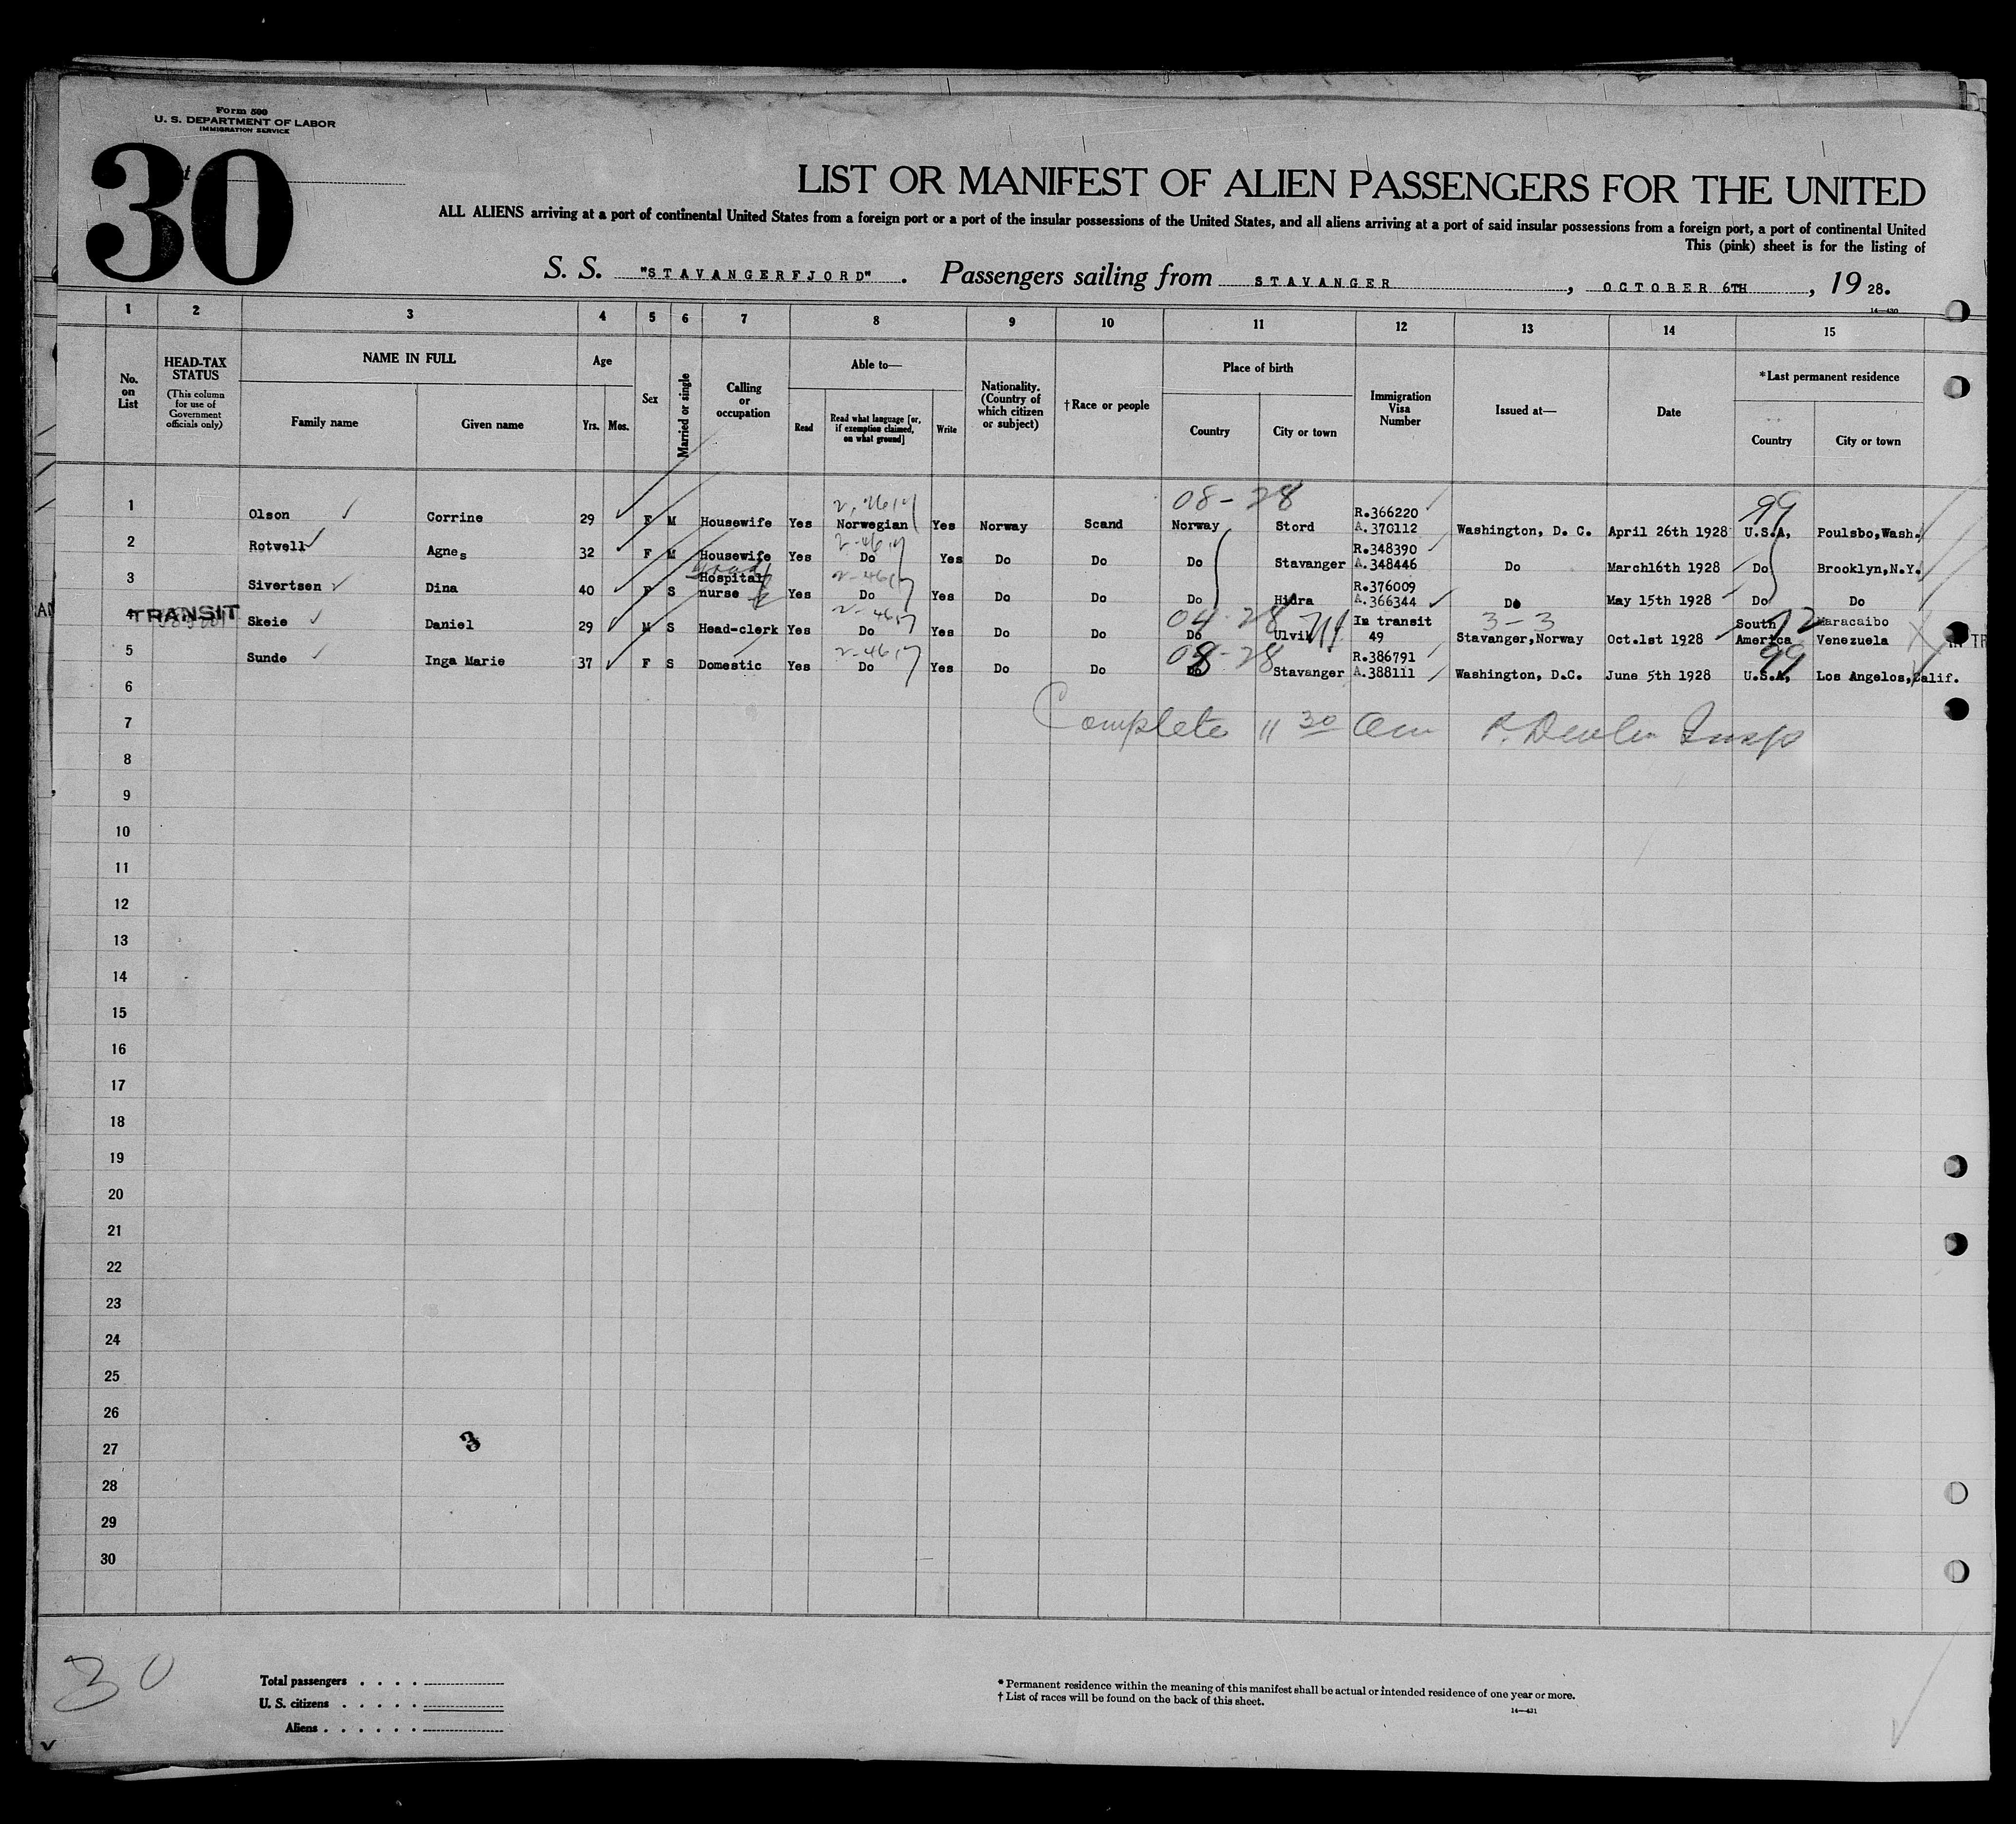 Form 500
U. S. DEPARTMENT OF LABOR
IMMIGRATION SERVICE
30
LIST OR MANIFEST OF ALIEN PASSENGERS FOR THE UNITED
ALL ALIENS arriving at a port of continental United States from a foreign port or a port of the insular possessions of the United States, and all aliens arriving at a port of said insular possessions from a foreign port, a port of continental United
This (pink) sheet is for the listing of
S. S. "STAVANGERFJORD" . Passengers sailing from STAVANGER , OCTOBER 6TH , 19 28.
14—430
1 2 3 4 5 6 7 8 9 10 11 12 13 14 15
No. on List
HEAD-TAX STATUS (This column for use of Government officials only)
NAME IN FULL
Family name Given name
Age
Yrs. Mos.
Sex
Married or single
Calling or occupation
Able to—
Read Read what language [or, if exemption claimed, on what ground] Write
Nationality. (Country of which citizen or subject)
†Race or people
Place of birth
Country City or town
Immigration Visa Number
Issued at—
Date
*Last permanent residence
Country City or town
08-28 99
1 Olson Corrine 29 F M Housewife Yes Norwegian Yes Norway Scand Norway Stord R.366220 A.370112 Washington, D. C. April 26th 1928 U.S.A, Poulsbo,Wash.
2 Rotwell Agnes 32 F M Housewife Yes Do Yes Do Do Do Stavanger R.348390 A.348446 Do March16th 1928 Do Brooklyn,N.Y.
3 Sivertsen Dina 40 F S Hospital nurse Yes Do Yes Do Do Do Hidra R.376009 A.366344 Do May 15th 1928 Do Do
04-28 3-3 72
4 TRANSIT Skeie Daniel 29 M S Head-clerk Yes Do Yes Do Do Do Ulvik In transit 49 Stavanger,Norway Oct.1st 1928 South America Maracaibo Venezuela
08-28 99
5 Sunde Inga Marie 37 F S Domestic Yes Do Yes Do Do Do Stavanger R.386791 A.388111 Washington, D.C. June 5th 1928 U.S.A, Los Angelos,Calif.
6
Complete 11 30 am
7
8
9
10
11
12
13
14
15
16
17
18
19
20
21
22
23
24
25
26
27
3
28
29
30
30
Total passengers . . . .
U. S. citizens . . . . .
Aliens . . . . . .
* Permanent residence within the meaning of this manifest shall be actual or intended residence of one year or more.
† List of races will be found on the back of this sheet.
14—431